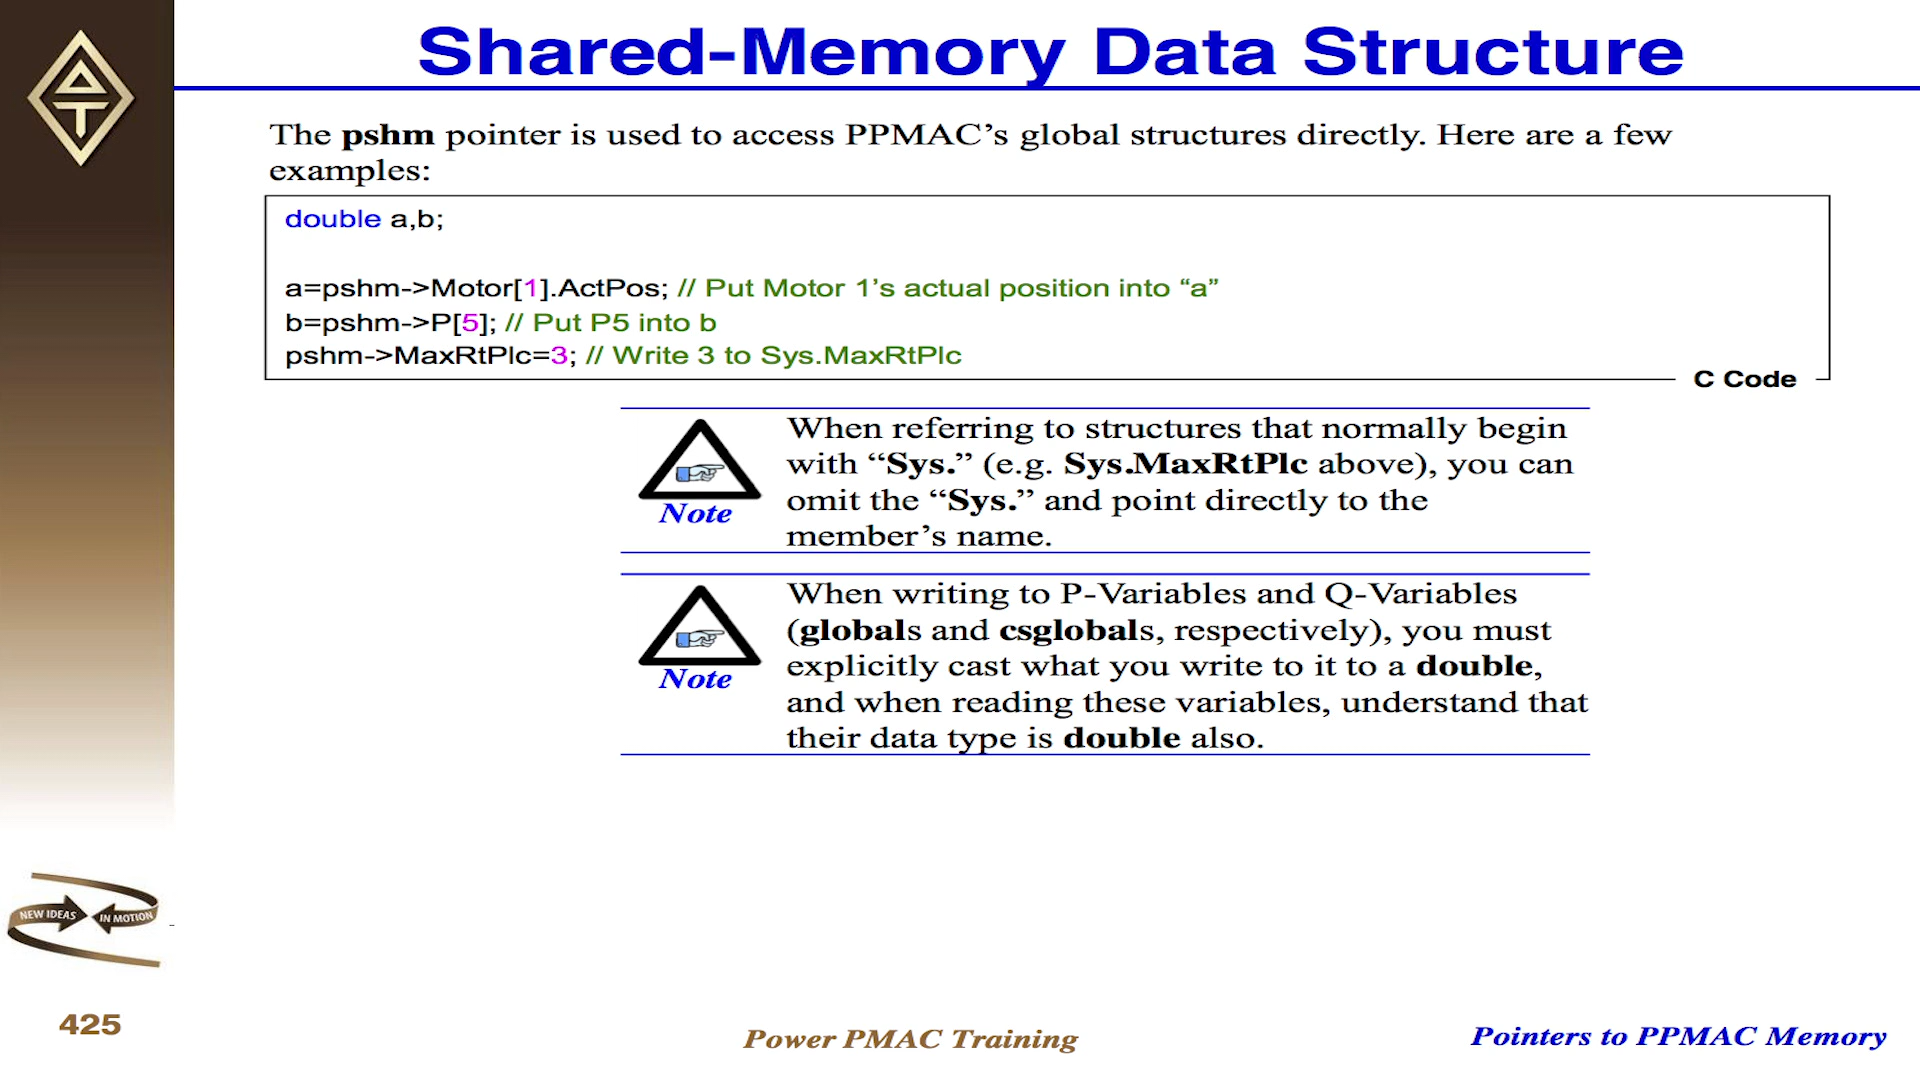 Shared-Memory Data Structure
The pshm pointer is used to access PPMAC’s global structures directly. Here are a few
examples:
double a,b;
a=pshm->Motor[1].ActPos; // Put Motor 1’s actual position into “a”
b=pshm->P[5]; // Put P5 into b
pshm->MaxRtPlc=3; // Write 3 to Sys.MaxRtPlc
C Code
When referring to structures that normally begin
with “Sys.” (e.g. Sys.MaxRtPlc above), you can
omit the “Sys.” and point directly to the
member’s name.
Note
When writing to P-Variables and Q-Variables
(globals and csglobals, respectively), you must
explicitly cast what you write to it to a double,
and when reading these variables, understand that
their data type is double also.
Note
NEW IDEAS IN MOTION
425
Power PMAC Training
Pointers to PPMAC Memory